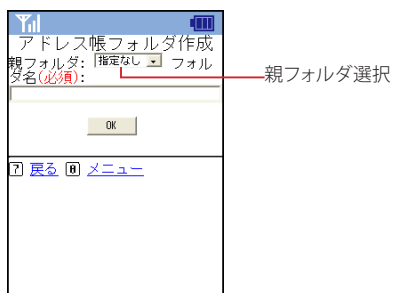 アドレス帳フォルダ作成
親フォルダ: 指定なし フォル
ダ名(必須):
親フォルダ選択
OK
7 戻る 0 メニュー